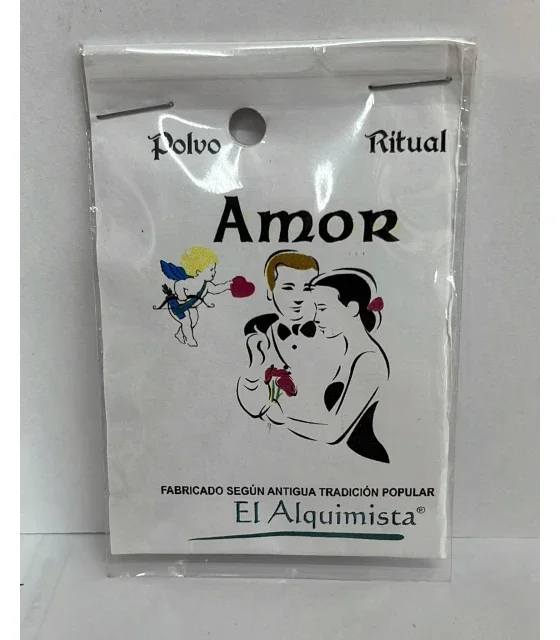 Polvo Ritual
Amor
FABRICADO SEGÚN ANTIGUA TRADICIÓN POPULAR
El Alquimista®